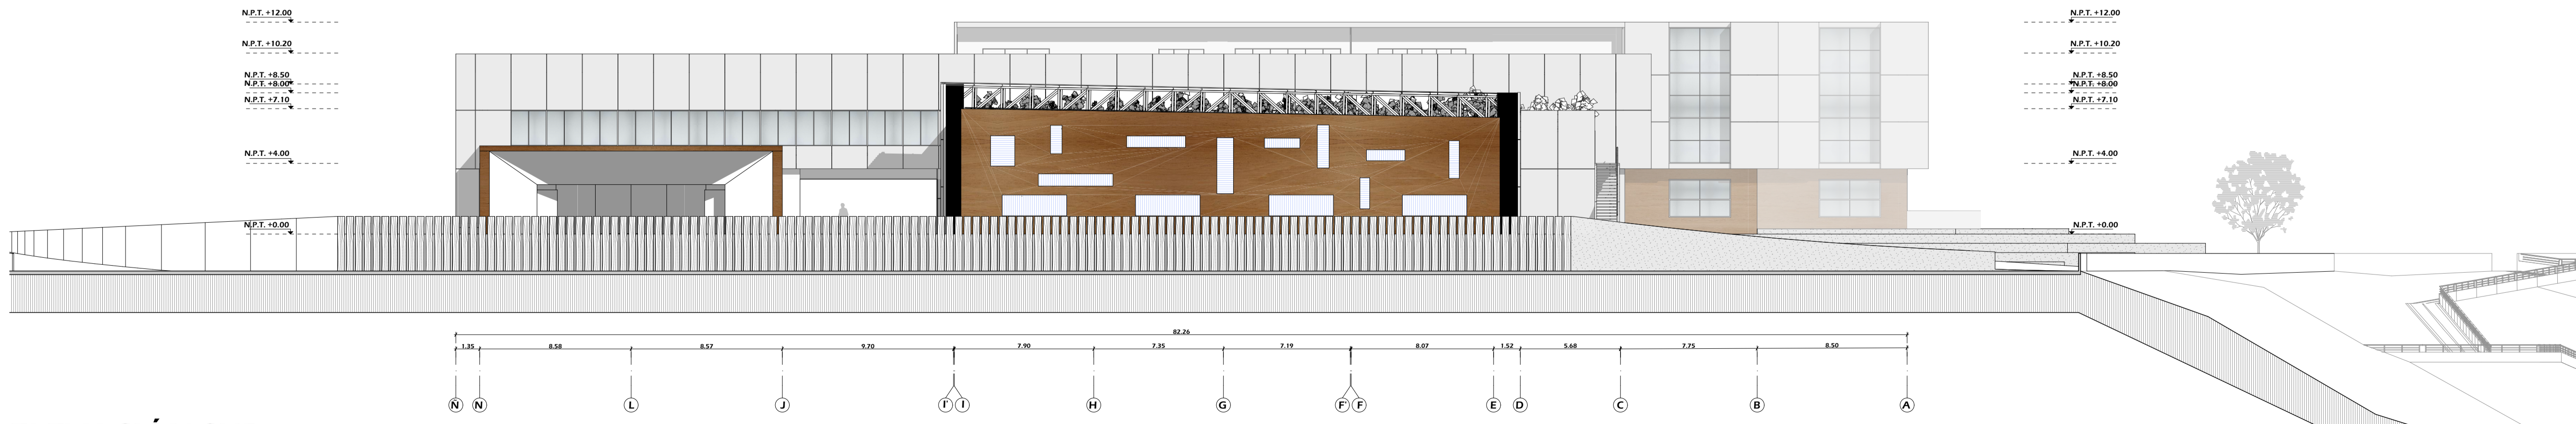 N.P.T. +12.00
N.P.T. +10.20
N.P.T. +8.50
N.P.T. +8.00
N.P.T. +7.10
N.P.T. +4.00
N.P.T. +0.00
N.P.T. +12.00
N.P.T. +10.20
N.P.T. +8.50
N.P.T. +8.00
N.P.T. +7.10
N.P.T. +4.00
N.P.T. +0.00
82.26
1.35 8.58 8.57 9.70 7.90 7.35 7.19 8.07 1.52 5.68 7.75 8.50
Ñ N L J I' I H G F' F E D C B A